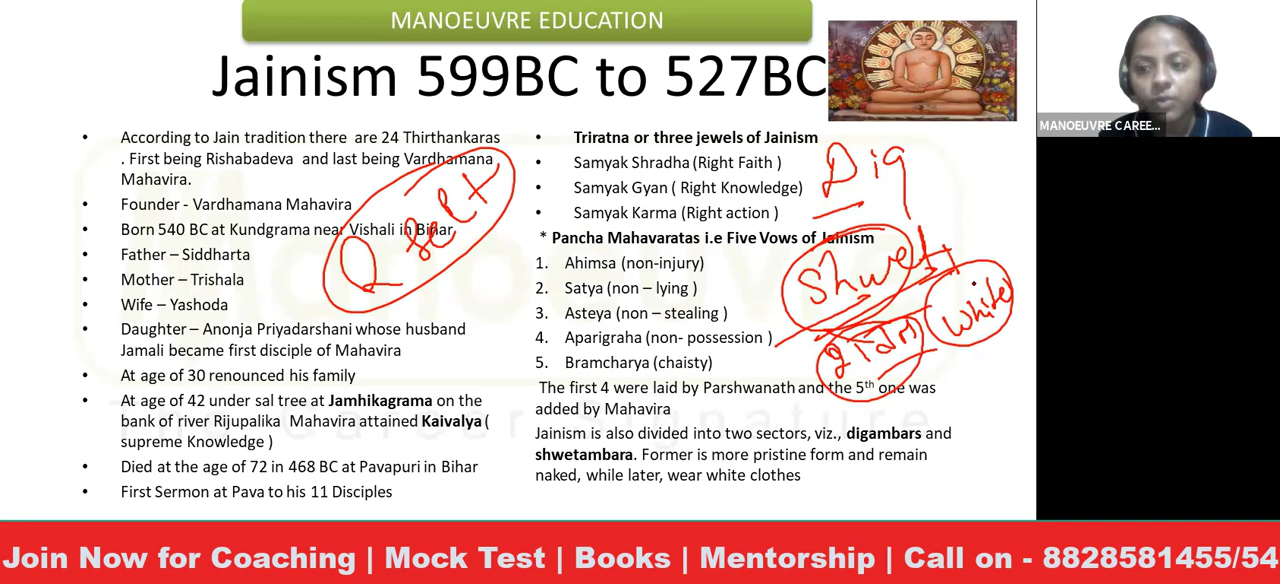 MANOEUVRE EDUCATION
Jainism 599BC to 527BC
MANOEUVRE CAREE...
• According to Jain tradition there are 24 Thirthankaras
. First being Rishabadeva and last being Vardhamana
Mahavira.
• Founder - Vardhamana Mahavira
• Born 540 BC at Kundgrama near Vishali in Bihar,
• Father – Siddharta
• Mother – Trishala
• Wife – Yashoda
• Daughter – Anonja Priyadarshani whose husband
Jamali became first disciple of Mahavira
• At age of 30 renounced his family
• At age of 42 under sal tree at Jamhikagrama on the
bank of river Rijupalika Mahavira attained Kaivalya (
supreme Knowledge )
• Died at the age of 72 in 468 BC at Pavapuri in Bihar
• First Sermon at Pava to his 11 Disciples
• Triratna or three jewels of Jainism
• Samyak Shradha (Right Faith )
• Samyak Gyan ( Right Knowledge)
• Samyak Karma (Right action )
* Pancha Mahavaratas i.e Five Vows of Jainism
1. Ahimsa (non-injury)
2. Satya (non – lying )
3. Asteya (non – stealing )
4. Aparigraha (non- possession )
5. Bramcharya (chaisty)
The first 4 were laid by Parshwanath and the 5th one was
added by Mahavira
Jainism is also divided into two sectors, viz., digambars and
shwetambara. Former is more pristine form and remain
naked, while later, wear white clothes
Dig
Shwet
white
The Career Signature
Join Now for Coaching | Mock Test | Books | Mentorship | Call on - 8828581455/54